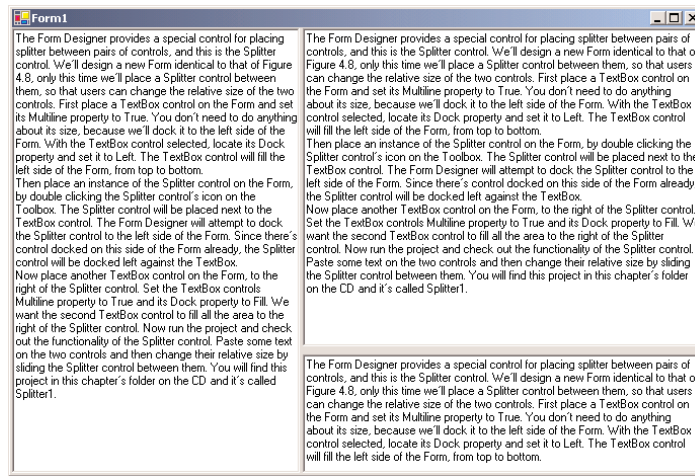 Form1
The Form Designer provides a special control for placing
splitter between pairs of controls, and this is the Splitter
control. We´ll design a new Form identical to that of Figure
4.8, only this time we´ll place a Splitter control between
them, so that users can change the relative size of the two
controls. First place a TextBox control on the Form and set
its Multiline property to True. You don´t need to do anything
about its size, because we´ll dock it to the left side of the
Form. With the TextBox control selected, locate its Dock
property and set it to Left. The TextBox control will fill the
left side of the Form, from top to bottom.
Then place an instance of the Splitter control on the Form,
by double clicking the Splitter control´s icon on the
Toolbox. The Splitter control will be placed next to the
TextBox control. The Form Designer will attempt to dock
the Splitter control to the left side of the Form. Since there´s
control docked on this side of the Form already, the Splitter
control will be docked left against the TextBox.
Now place another TextBox control on the Form, to the
right of the Splitter control. Set the TextBox controls
Multiline property to True and its Dock property to Fill. We
want the second TextBox control to fill all the area to the
right of the Splitter control. Now run the project and check
out the functionality of the Splitter control. Paste some text
on the two controls and then change their relative size by
sliding the Splitter control between them. You will find this
project in this chapter´s folder on the CD and it´s called
Splitter1.
The Form Designer provides a special control for placing splitter between pairs of
controls, and this is the Splitter control. We´ll design a new Form identical to that o
Figure 4.8, only this time we´ll place a Splitter control between them, so that users
can change the relative size of the two controls. First place a TextBox control on
the Form and set its Multiline property to True. You don´t need to do anything
about its size, because we´ll dock it to the left side of the Form. With the TextBox
control selected, locate its Dock property and set it to Left. The TextBox control
will fill the left side of the Form, from top to bottom.
Then place an instance of the Splitter control on the Form, by double clicking the
Splitter control´s icon on the Toolbox. The Splitter control will be placed next to the
TextBox control. The Form Designer will attempt to dock the Splitter control to the
left side of the Form. Since there´s control docked on this side of the Form already
the Splitter control will be docked left against the TextBox.
Now place another TextBox control on the Form, to the right of the Splitter control.
Set the TextBox controls Multiline property to True and its Dock property to Fill. W
want the second TextBox control to fill all the area to the right of the Splitter
control. Now run the project and check out the functionality of the Splitter control.
Paste some text on the two controls and then change their relative size by sliding
the Splitter control between them. You will find this project in this chapter´s folder
on the CD and it´s called Splitter1.
The Form Designer provides a special control for placing splitter between pairs of
controls, and this is the Splitter control. We´ll design a new Form identical to that o
Figure 4.8, only this time we´ll place a Splitter control between them, so that users
can change the relative size of the two controls. First place a TextBox control on
the Form and set its Multiline property to True. You don´t need to do anything
about its size, because we´ll dock it to the left side of the Form. With the TextBox
control selected, locate its Dock property and set it to Left. The TextBox control
will fill the left side of the Form, from top to bottom.